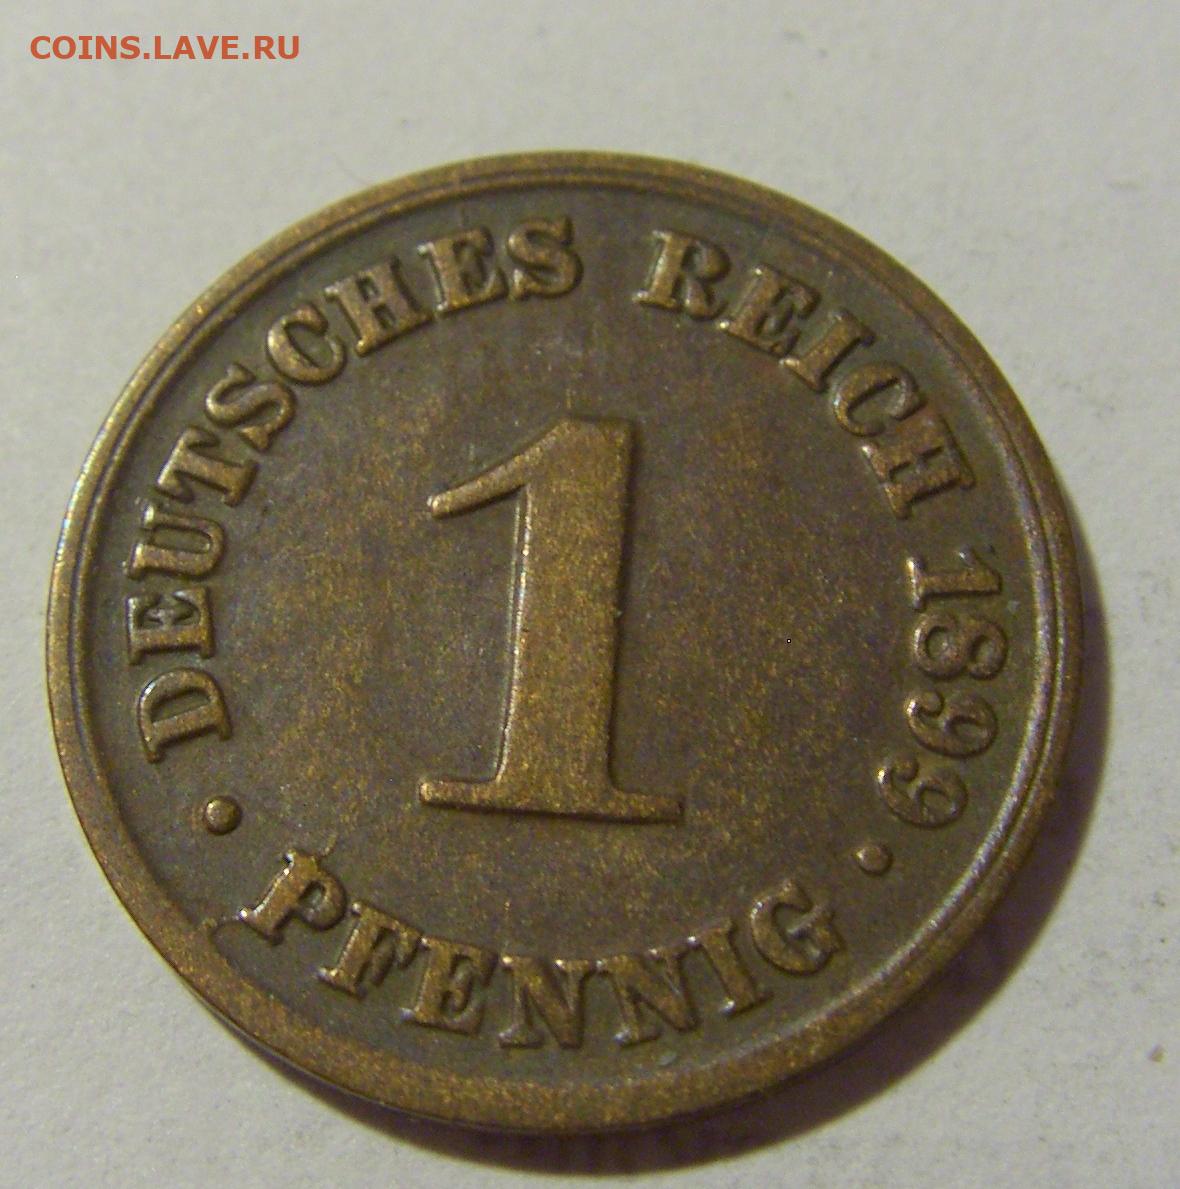 COINS.LAVE.RU
DEUTSCHES REICH 1899
1
• PFENNIG •